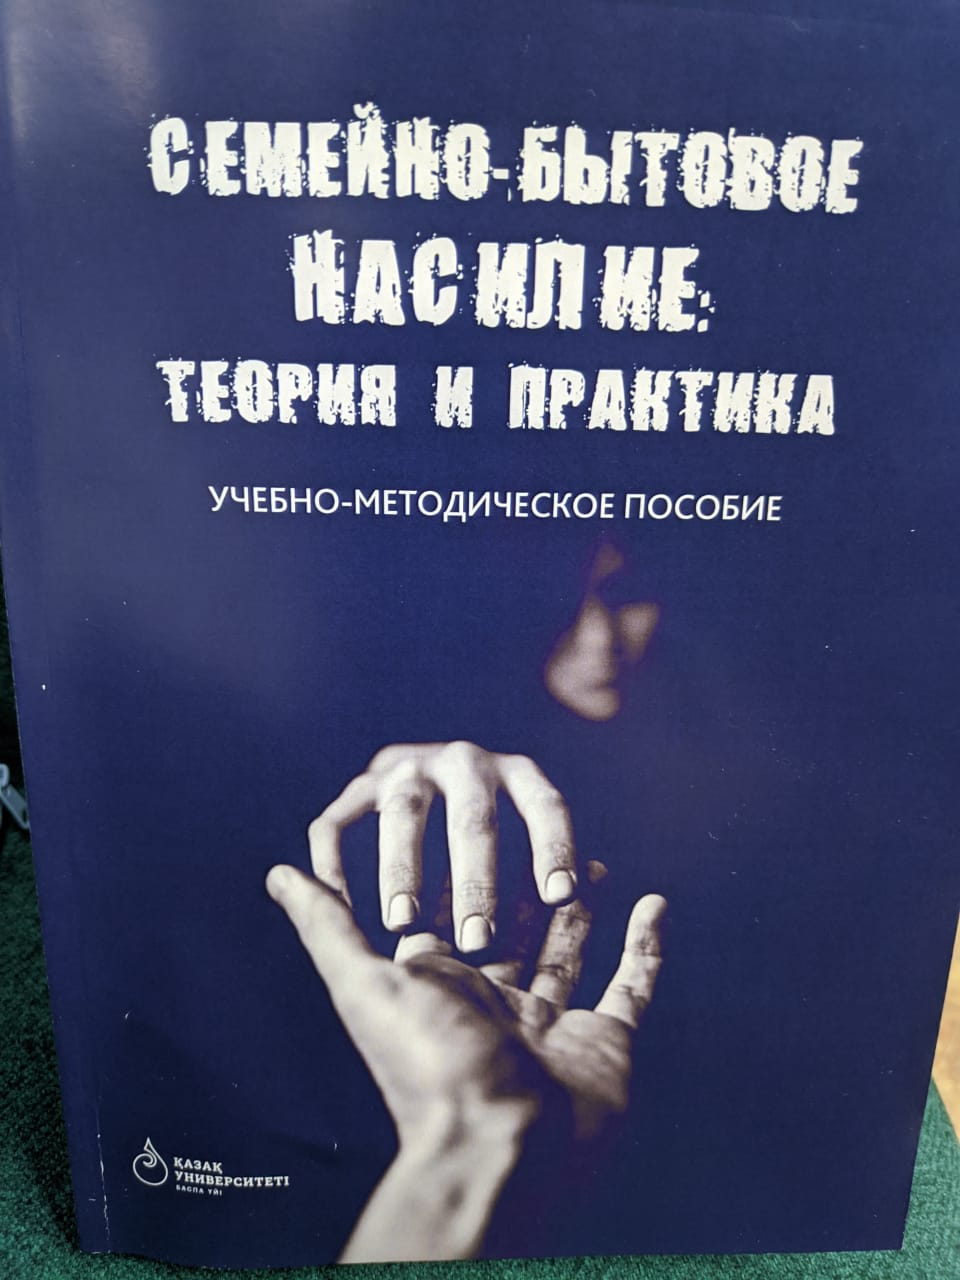 СЕМЕЙНО-БЫТОВОЕ
НАСИЛИЕ:
ТЕОРИЯ И ПРАКТИКА
УЧЕБНО-МЕТОДИЧЕСКОЕ ПОСОБИЕ
ҚАЗАҚ
УНИВЕРСИТЕТІ
БАСПА ҮЙІ